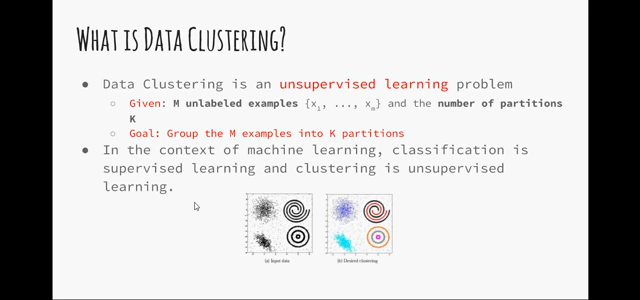 What is Data Clustering?
● Data Clustering is an unsupervised learning problem
○ Given: M unlabeled examples {x1, ..., xm} and the number of partitions
K
○ Goal: Group the M examples into K partitions
● In the context of machine learning, classification is
supervised learning and clustering is unsupervised
learning.
(a) Input data (b) Desired clustering